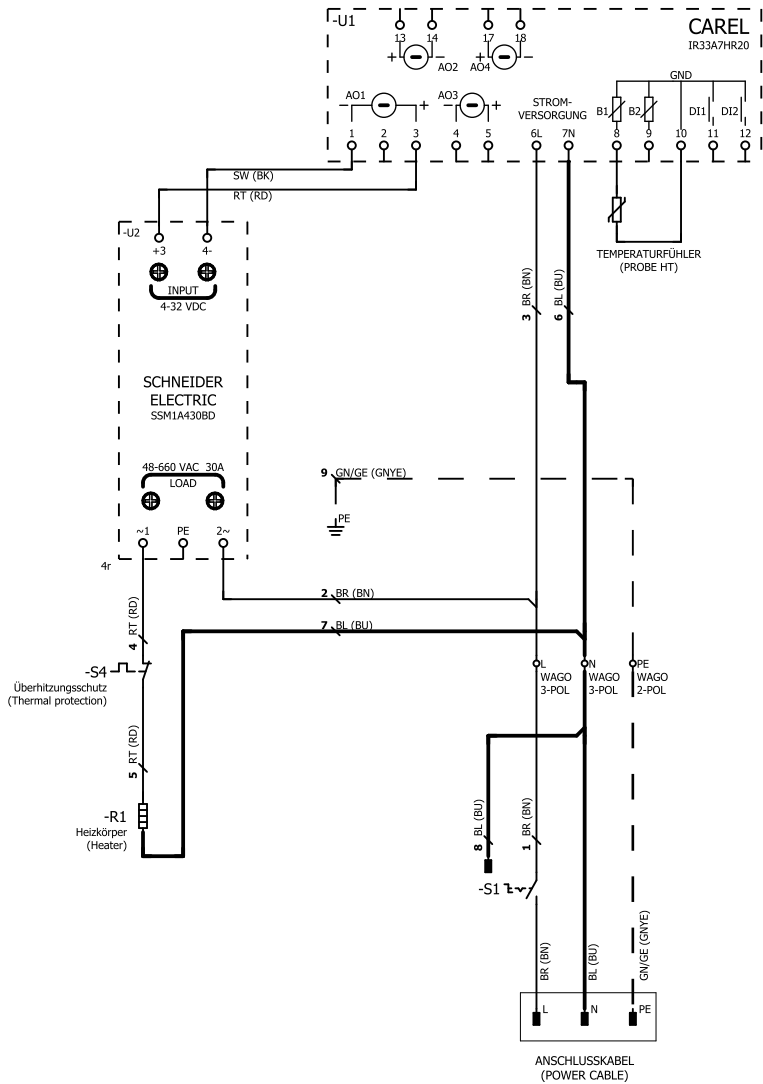 -U1
CAREL
IR33A7HR20
13 14 17 18
+ - AO2 AO4 + -
GND
- AO1 + AO3 +
STROM-
VERSORGUNG
B1 B2 DI1 DI2
1 2 3 4 5 6L 7N 8 9 10 11 12
SW (BK)
RT (RD)
-U2
+3 4-
INPUT
4-32 VDC
TEMPERATURFÜHLER
(PROBE HT)
3 BR (BN)
6 BL (BU)
SCHNEIDER
ELECTRIC
SSM1A430BD
48-660 VAC 30A
LOAD
9 GN/GE (GNYE)
PE
~1 PE 2~
4r
2 BR (BN)
7 BL (BU)
4 RT (RD)
-S4
Überhitzungsschutz
(Thermal protection)
L WAGO
3-POL
N WAGO
3-POL
PE WAGO
2-POL
5 RT (RD)
-R1
Heizkörper
(Heater)
8 BL (BU)
1 BR (BN)
-S1
BR (BN)
BL (BU)
GN/GE (GNYE)
L N PE
ANSCHLUSSKABEL
(POWER CABLE)